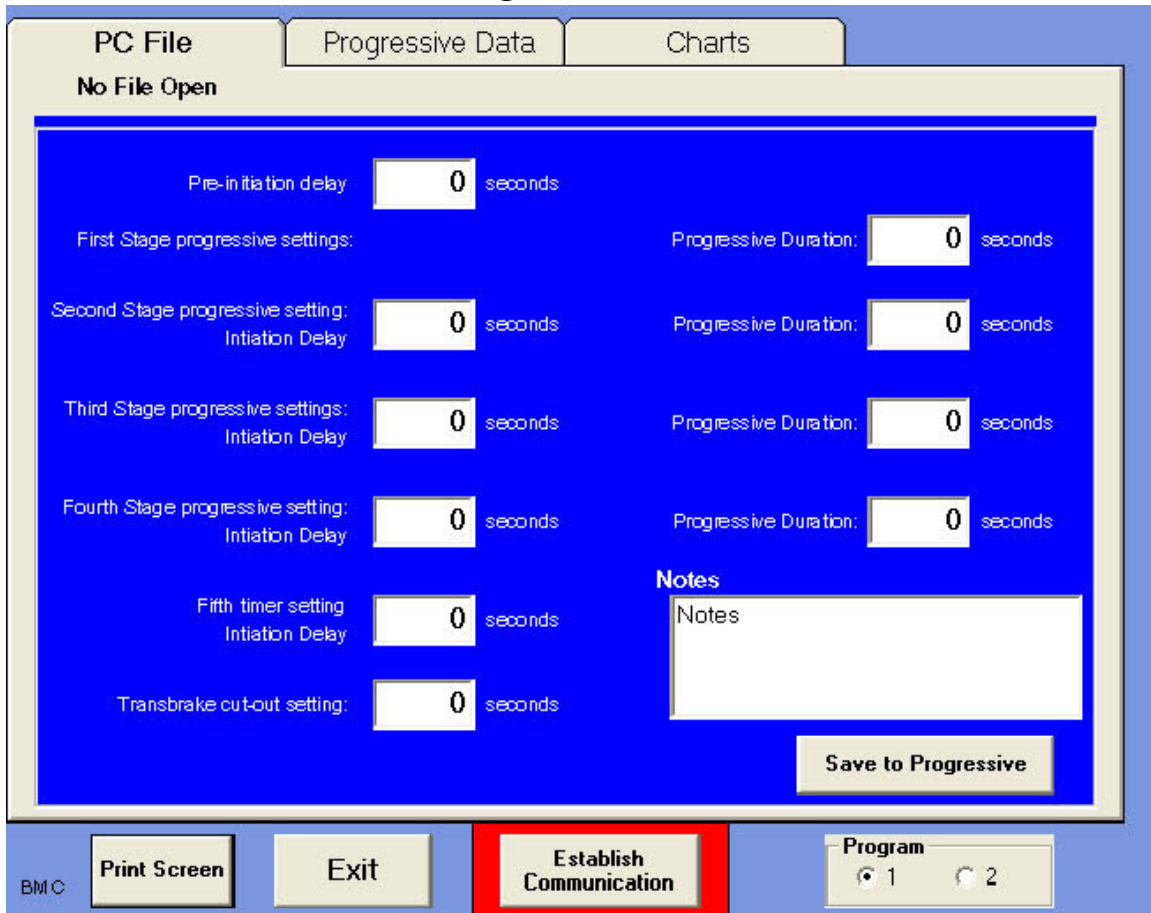 PC File Progressive Data Charts
No File Open
Pre-initiation delay 0 seconds
First Stage progressive settings: Progressive Duration: 0 seconds
Second Stage progressive setting:
Intiation Delay 0 seconds Progressive Duration: 0 seconds
Third Stage progressive settings:
Intiation Delay 0 seconds Progressive Duration: 0 seconds
Fourth Stage progressive setting:
Intiation Delay 0 seconds Progressive Duration: 0 seconds
Notes
Notes
Fifth timer setting
Intiation Delay 0 seconds
Transbrake cut-out setting: 0 seconds
Save to Progressive
BMC Print Screen Exit Establish
Communication
Program
1 2